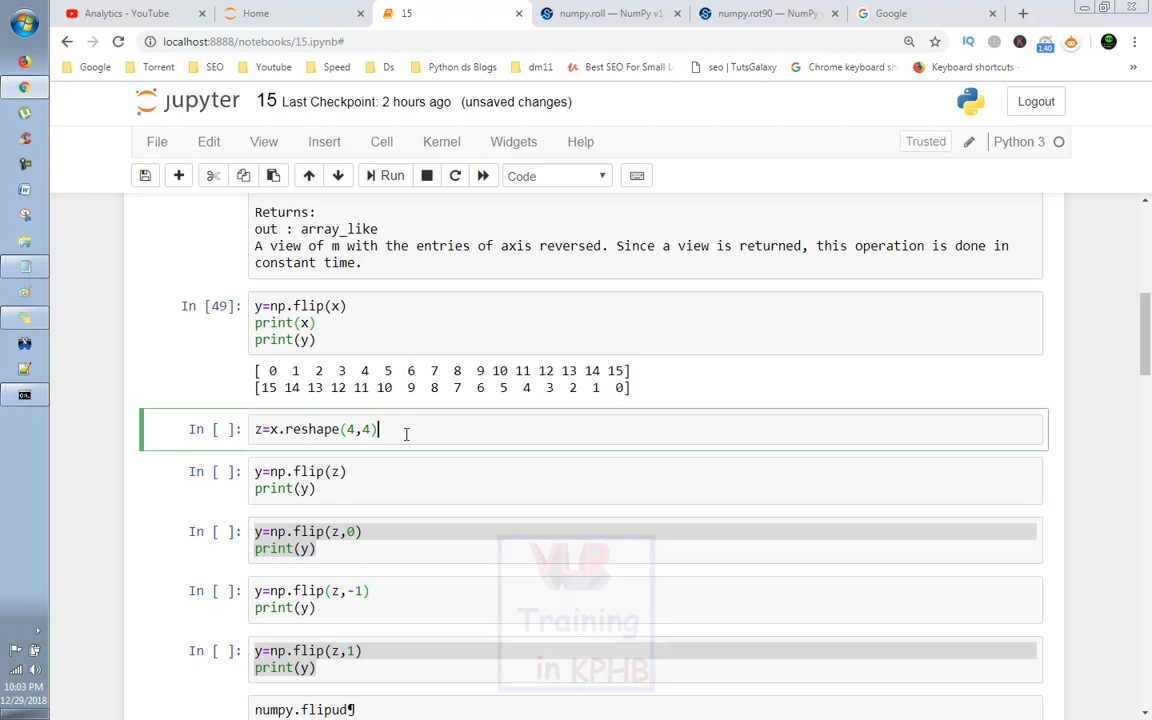 Analytics - YouTube
Home
15
numpy.roll — NumPy v1
numpy.rot90 — NumPy v
Google
localhost:8888/notebooks/15.ipynb#
IQ
K
1.40
Google
Torrent
SEO
Youtube
Speed
Ds
Python ds Blogs
dm11
Best SEO For Small L
seo | TutsGalaxy
Chrome keyboard sh
Keyboard shortcuts
»
jupyter 15 Last Checkpoint: 2 hours ago (unsaved changes)
Logout
File Edit View Insert Cell Kernel Widgets Help
Trusted
Python 3
Run
Code
Returns:
out : array_like
A view of m with the entries of axis reversed. Since a view is returned, this operation is done in
constant time.
In [49]: y=np.flip(x)
print(x)
print(y)
[ 0 1 2 3 4 5 6 7 8 9 10 11 12 13 14 15]
[15 14 13 12 11 10 9 8 7 6 5 4 3 2 1 0]
In [ ]: z=x.reshape(4,4)
In [ ]: y=np.flip(z)
print(y)
In [ ]: y=np.flip(z,0)
print(y)
In [ ]: y=np.flip(z,-1)
print(y)
In [ ]: y=np.flip(z,1)
print(y)
numpy.flipud¶
VLR
Training
in KPHB
10:03 PM
12/29/2018